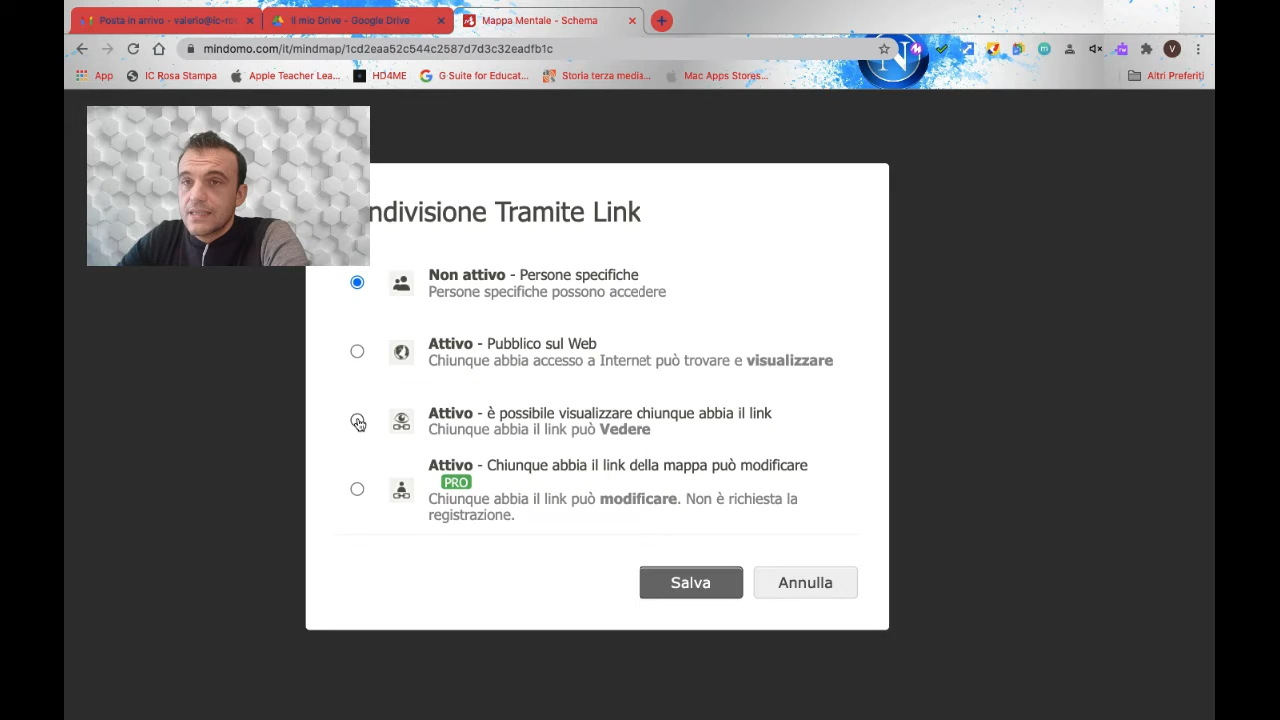 Posta in arrivo - valerio@ic-ro
Il mio Drive - Google Drive
Mappa Mentale - Schema
mindomo.com/it/mindmap/1cd2eaa52c544c2587d7d3c32eadfb1c
V
App
IC Rosa Stampa
Apple Teacher Lea...
HD4ME
G Suite for Educat...
Storia terza media...
Mac Apps Stores...
N
Altri Preferiti
ndivisione Tramite Link
Non attivo - Persone specifiche
Persone specifiche possono accedere
Attivo - Pubblico sul Web
Chiunque abbia accesso a Internet può trovare e visualizzare
Attivo - è possibile visualizzare chiunque abbia il link
Chiunque abbia il link può Vedere
Attivo - Chiunque abbia il link della mappa può modificare
PRO
Chiunque abbia il link può modificare. Non è richiesta la
registrazione.
Salva
Annulla